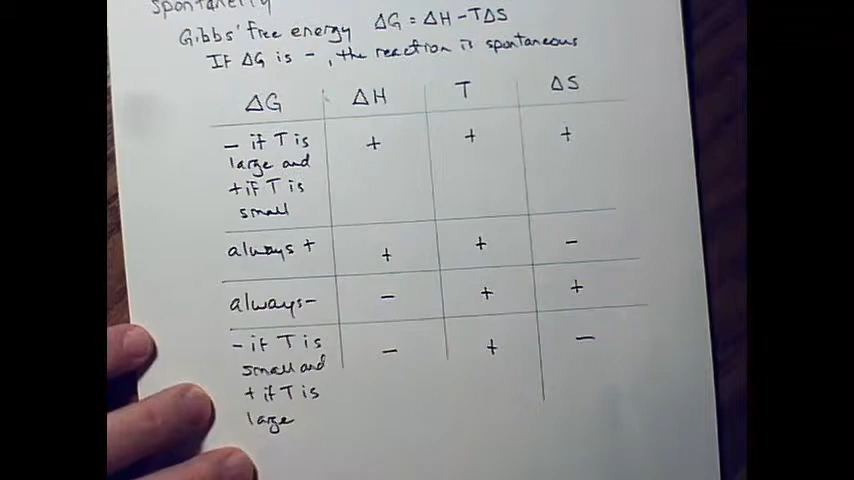 Spontaneity
Gibbs' free energy ΔG = ΔH - TΔS
If ΔG is -, the reaction is spontaneous
ΔG ΔH T ΔS
- if T is + + +
large and
+ if T is
small
always + + + -
always - - + +
- if T is - + -
small and
+ if T is
large